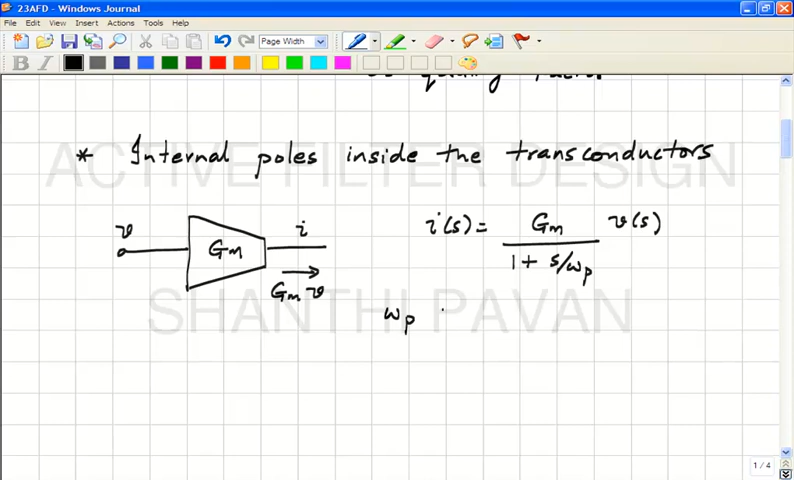 23AFD - Windows Journal
File Edit View Insert Actions Tools Help
Page Width
B I
* Internal poles inside the transconductors
ACTIVE FILTER DESIGN
v Gm i Gm v
i(s) = Gm / 1 + s/ωp v(s)
ωp
SHANTHI PAVAN
1 / 4